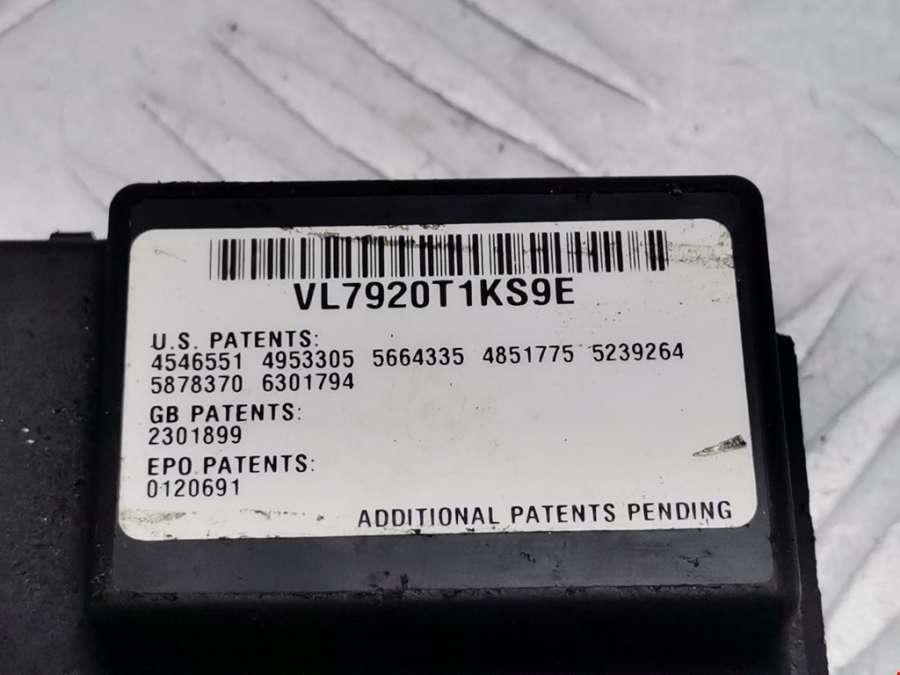 VL7920T1KS9E
U.S. PATENTS:
4546551 4953305 5664335 4851775 5239264
5878370 6301794
GB PATENTS:
2301899
EPO PATENTS:
0120691
ADDITIONAL PATENTS PENDING